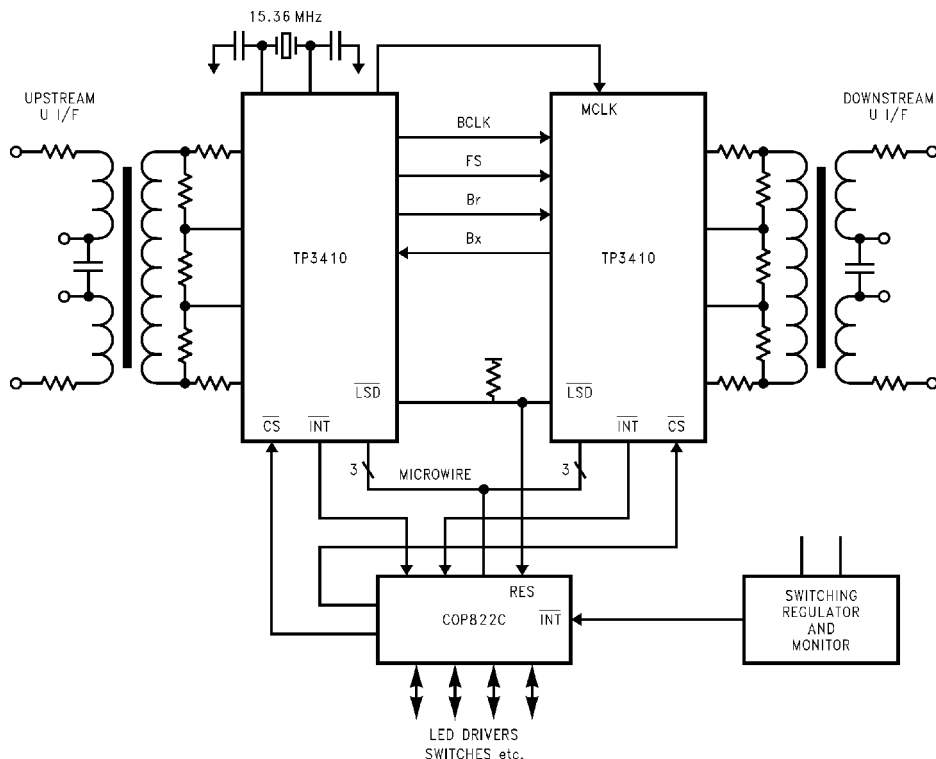 15.36 MHz
UPSTREAM
U I/F
DOWNSTREAM
U I/F
MCLK
BCLK
FS
Br
Bx
TP3410
TP3410
LSD
LSD
CS
INT
INT
CS
3
MICROWIRE
3
RES
COP822C
INT
SWITCHING
REGULATOR
AND
MONITOR
LED DRIVERS
SWITCHES etc.